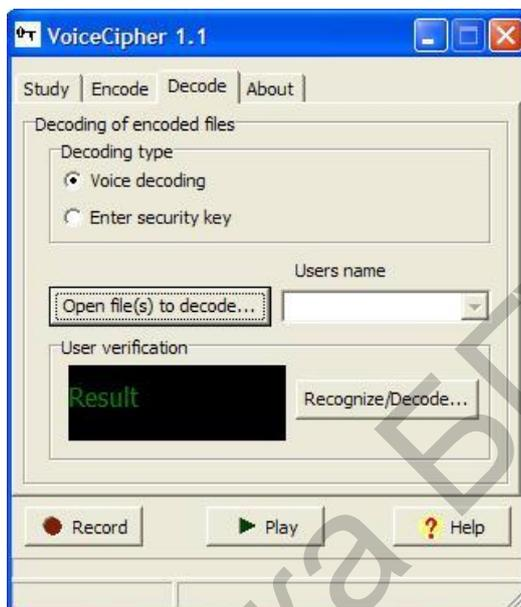 VoiceCipher 1.1
Study Encode Decode About
Decoding of encoded files
Decoding type
Voice decoding
Enter security key
Users name
Open file(s) to decode...
User verification
Result
Recognize/Decode...
Record Play Help